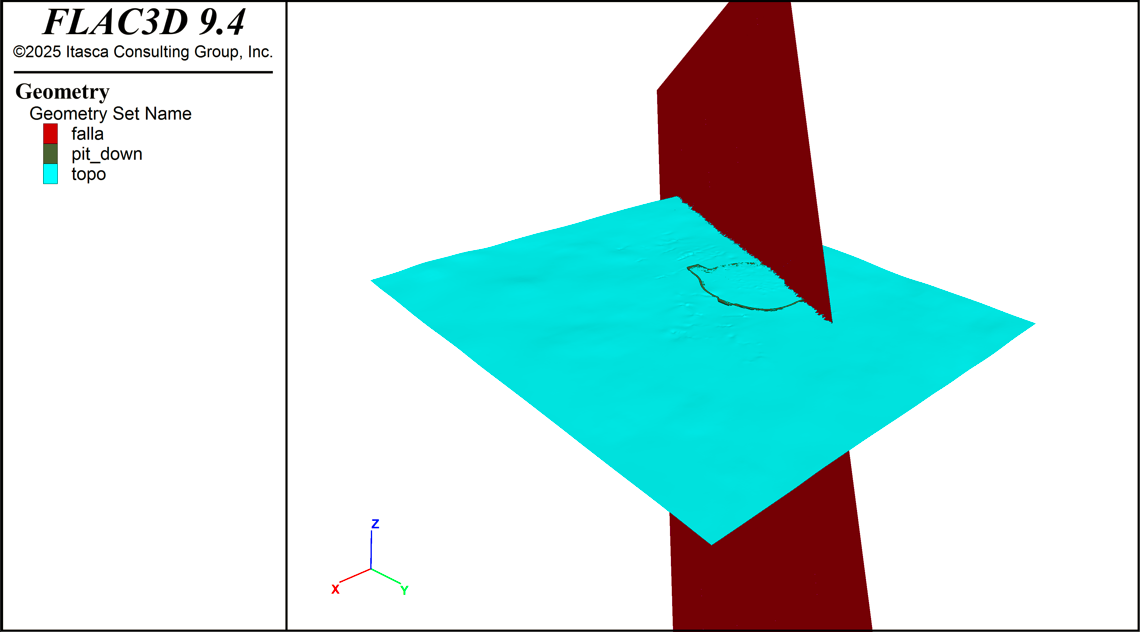 FLAC3D 9.4
©2025 Itasca Consulting Group, Inc.
Geometry
Geometry Set Name
falla
pit_down
topo
Z
X
Y